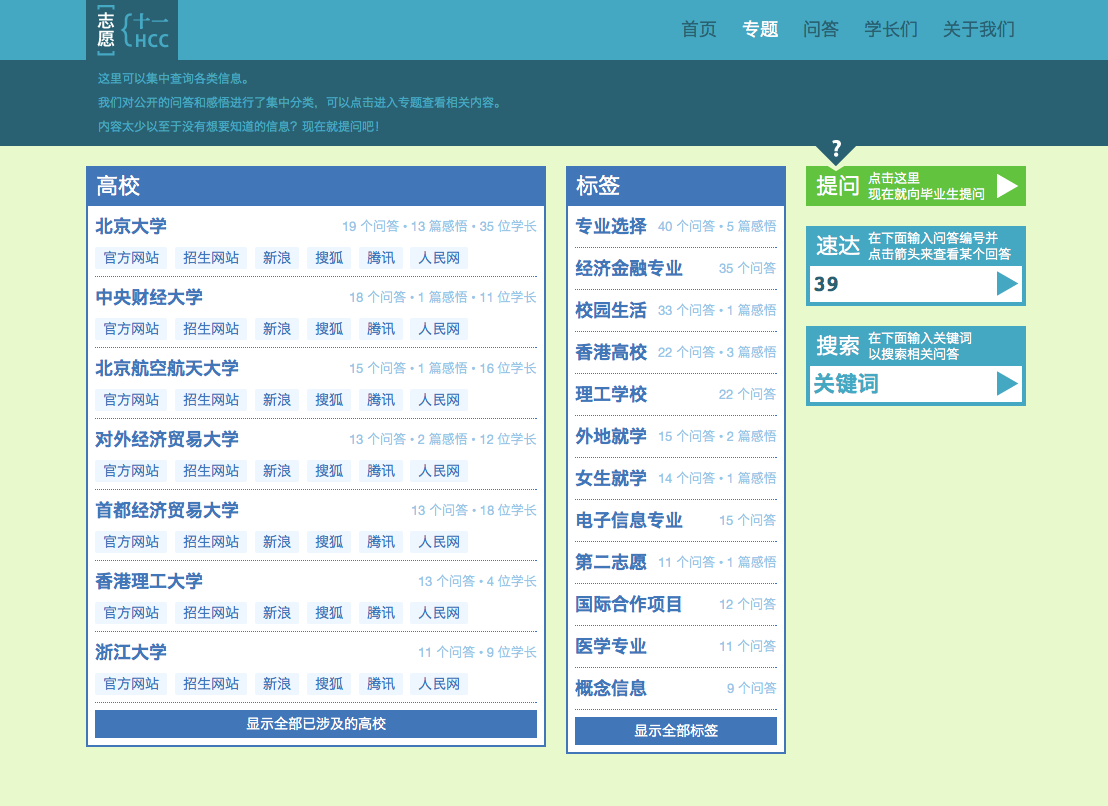 志愿
十一
HCC
首页 专题 问答 学长们 关于我们
这里可以集中查询各类信息。
我们对公开的问答和感悟进行了集中分类，可以点击进入专题查看相关内容。
内容太少以至于没有想要知道的信息？现在就提问吧！
高校
北京大学 19 个问答 • 13 篇感悟 • 35 位学长
官方网站 招生网站 新浪 搜狐 腾讯 人民网
中央财经大学 18 个问答 • 1 篇感悟 • 11 位学长
官方网站 招生网站 新浪 搜狐 腾讯 人民网
北京航空航天大学 15 个问答 • 1 篇感悟 • 16 位学长
官方网站 招生网站 新浪 搜狐 腾讯 人民网
对外经济贸易大学 13 个问答 • 2 篇感悟 • 12 位学长
官方网站 招生网站 新浪 搜狐 腾讯 人民网
首都经济贸易大学 13 个问答 • 18 位学长
官方网站 招生网站 新浪 搜狐 腾讯 人民网
香港理工大学 13 个问答 • 4 位学长
官方网站 招生网站 新浪 搜狐 腾讯 人民网
浙江大学 11 个问答 • 9 位学长
官方网站 招生网站 新浪 搜狐 腾讯 人民网
显示全部已涉及的高校
标签
专业选择 40 个问答 • 5 篇感悟
经济金融专业 35 个问答
校园生活 33 个问答 • 1 篇感悟
香港高校 22 个问答 • 3 篇感悟
理工学校 22 个问答
外地就学 15 个问答 • 2 篇感悟
女生就学 14 个问答 • 1 篇感悟
电子信息专业 15 个问答
第二志愿 11 个问答 • 1 篇感悟
国际合作项目 12 个问答
医学专业 11 个问答
概念信息 9 个问答
显示全部标签
?
提问 点击这里
现在就向毕业生提问
速达 在下面输入问答编号并
点击箭头来查看某个回答
39
搜索 在下面输入关键词
以搜索相关问答
关键词